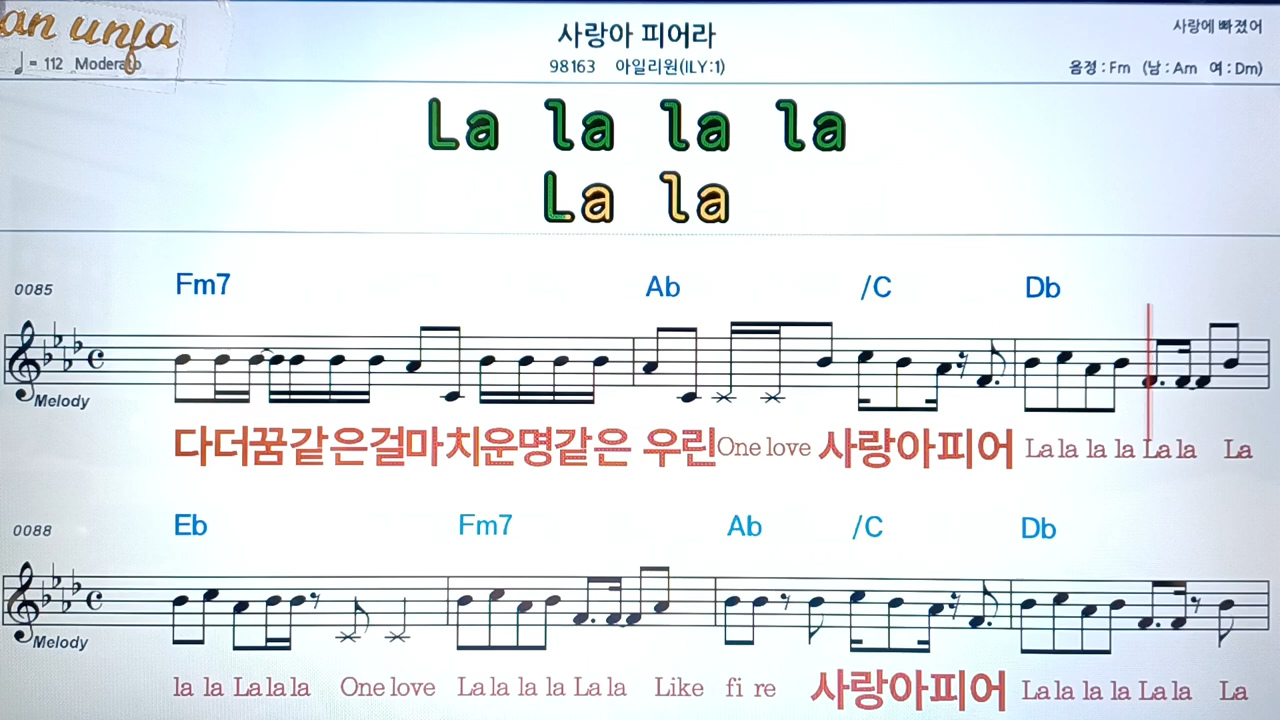 an unfa
사랑아 피어라
사랑에 빠졌어
♩ = 112 Moderato
98163 아일리원(ILY:1)
음정 : Fm (남 : Am 여 : Dm)
La la la la
La la
0085 Fm7 Ab /C Db
Melody
다더꿈같은걸마치운명같은 우린One love 사랑아피어 La la la la La la La
0088 Eb Fm7 Ab /C Db
Melody
la la La la la One love La la la la La la Like fi re 사랑아피어 La la la la La la La